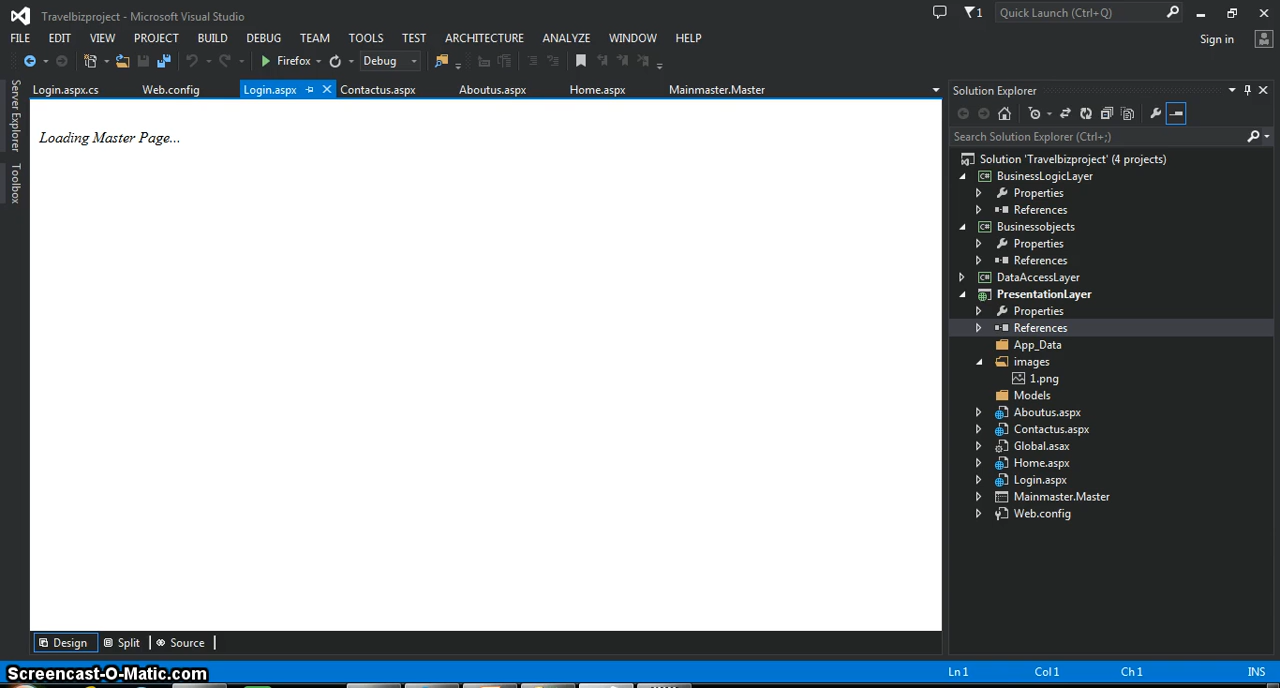 Travelbizproject - Microsoft Visual Studio
1
Quick Launch (Ctrl+Q)
FILE EDIT VIEW PROJECT BUILD DEBUG TEAM TOOLS TEST ARCHITECTURE ANALYZE WINDOW HELP
Sign in
Firefox Debug
Login.aspx.cs Web.config Login.aspx Contactus.aspx Aboutus.aspx Home.aspx Mainmaster.Master
Server Explorer
Toolbox
Loading Master Page...
Solution Explorer
Search Solution Explorer (Ctrl+;)
Solution 'Travelbizproject' (4 projects)
BusinessLogicLayer
Properties
References
Businessobjects
Properties
References
DataAccessLayer
PresentationLayer
Properties
References
App_Data
images
1.png
Models
Aboutus.aspx
Contactus.aspx
Global.asax
Home.aspx
Login.aspx
Mainmaster.Master
Web.config
Design Split Source
Ln 1 Col 1 Ch 1 INS
Screencast-O-Matic.com